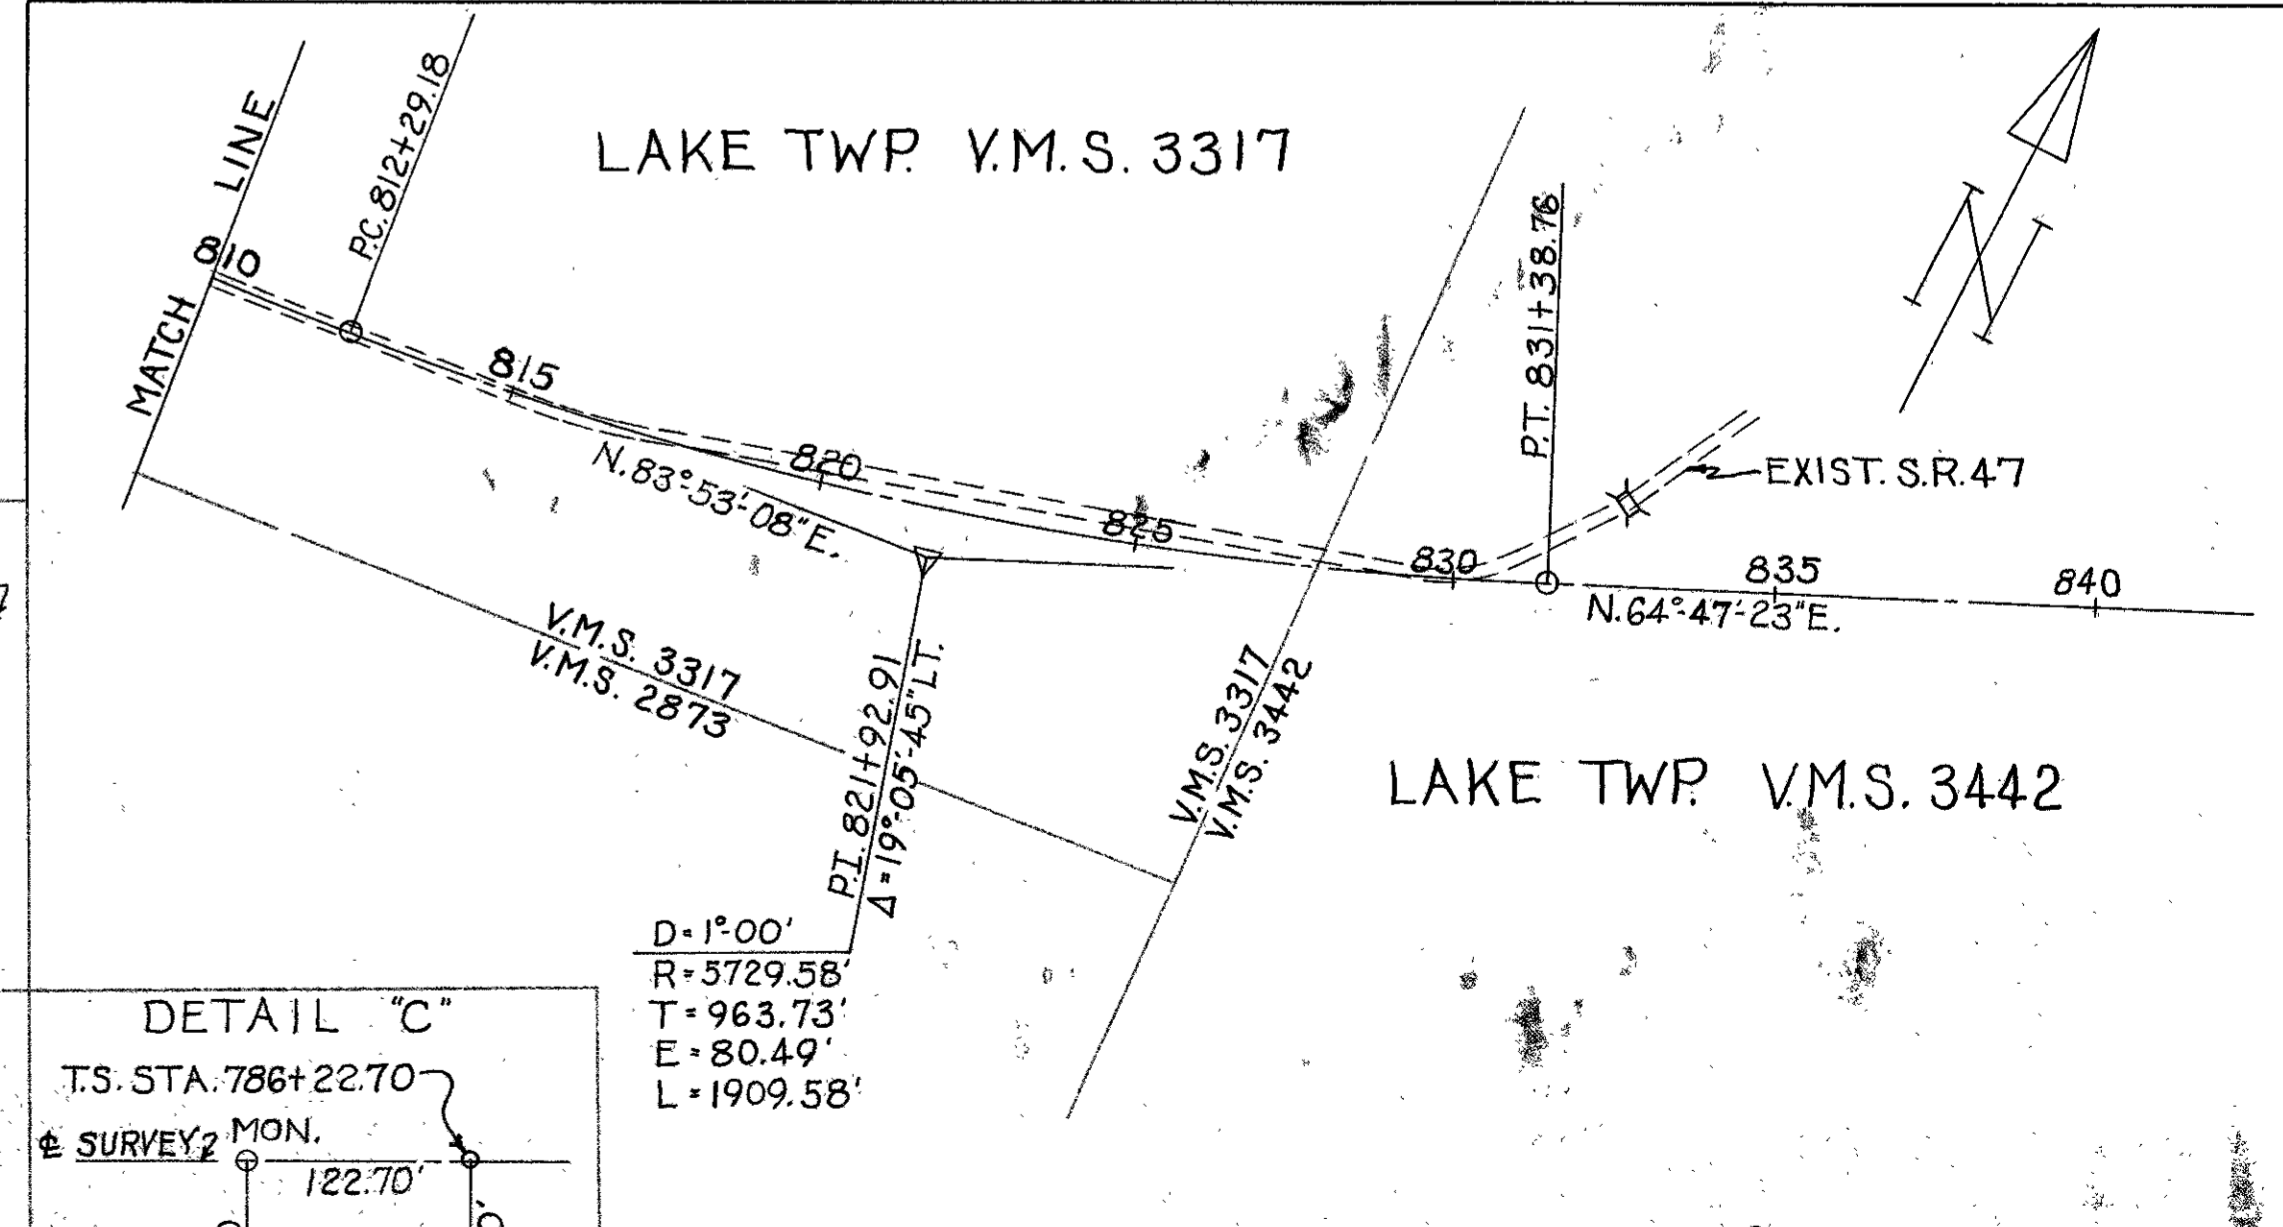 MATCH LINE
P.C. 812+29.18
LAKE TWP. V.M.S. 3317
N
810
815
820
825
830
835
840
N. 83°-53'-08" E.
P.T. 831+38.76
EXIST. S.R. 47
N. 64°-47'-23" E.
V.M.S. 3317
V.M.S. 2873
P.I. 821+92.91
Δ = 19°-05'-45" LT.
V.M.S. 3317
V.M.S. 3442
LAKE TWP. V.M.S. 3442
D = 1°-00'
R = 5729.58'
T = 963.73'
E = 80.49'
L = 1909.58'
DETAIL "C"
T.S. STA. 786+22.70
℄ SURVEY
MON.
122.70'